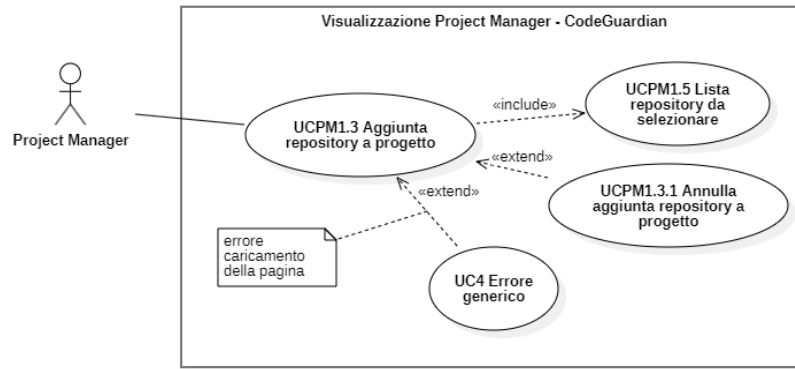 Visualizzazione Project Manager - CodeGuardian
Project Manager
UCPM1.3 Aggiunta
repository a progetto
«include»
UCPM1.5 Lista
repository da
selezionare
«extend»
UCPM1.3.1 Annulla
aggiunta repository a
progetto
«extend»
errore
caricamento
della pagina
UC4 Errore
generico